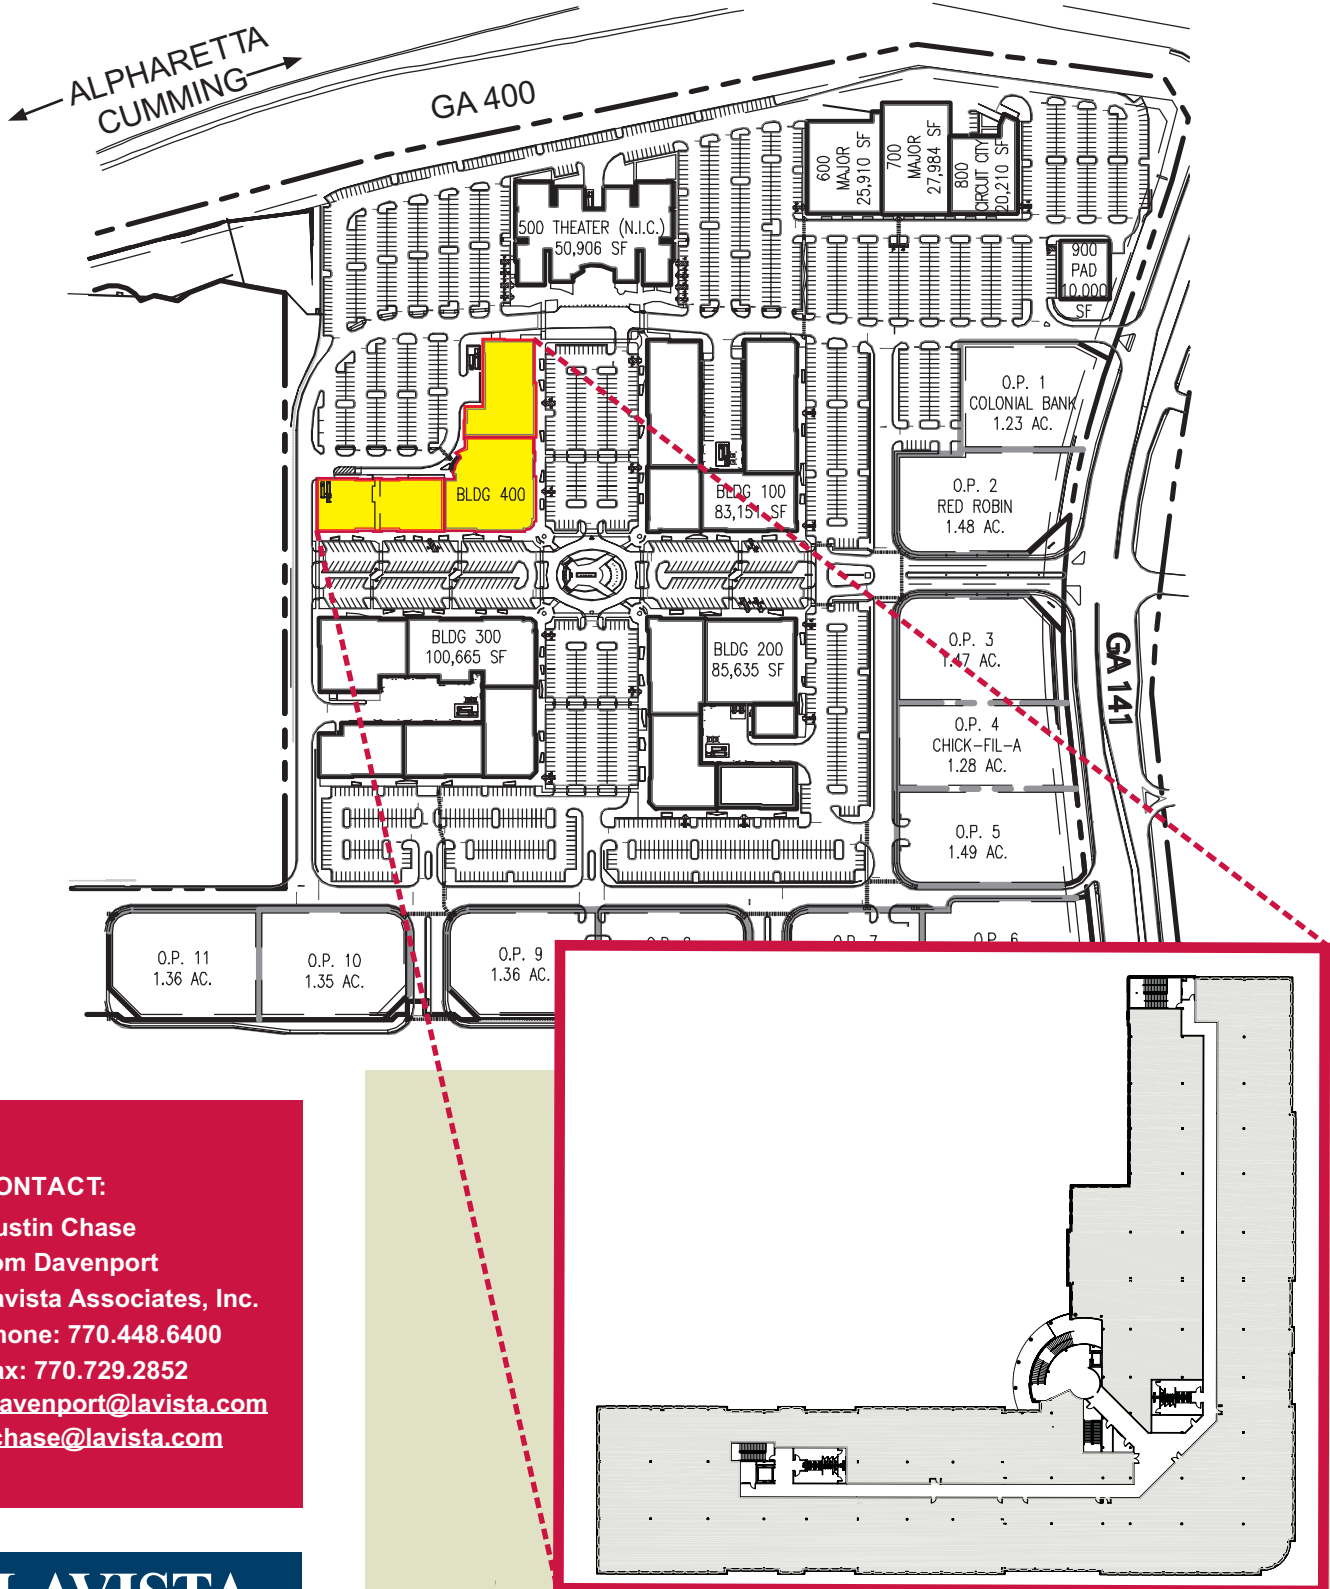 ALPHARETTA
CUMMING
GA 400
600
MAJOR
25,910 SF
700
MAJOR
27,984 SF
800
CIRCUIT CITY
20,210 SF
500 THEATER (N.I.C.)
50,906 SF
900
PAD
10,000
SF
O.P. 1
COLONIAL BANK
1.23 AC.
BLDG 400
BLDG 100
83,151 SF
O.P. 2
RED ROBIN
1.48 AC.
BLDG 300
100,665 SF
BLDG 200
85,635 SF
O.P. 3
1.47 AC.
GA 141
O.P. 4
CHICK-FIL-A
1.28 AC.
O.P. 5
1.49 AC.
O.P. 11
1.36 AC.
O.P. 10
1.35 AC.
O.P. 9
1.36 AC.
O.P. 7
O.P. 6
ONTACT:
ustin Chase
om Davenport
avista Associates, Inc.
hone: 770.448.6400
ax: 770.729.2852
avenport@lavista.com
chase@lavista.com
LAVISTA